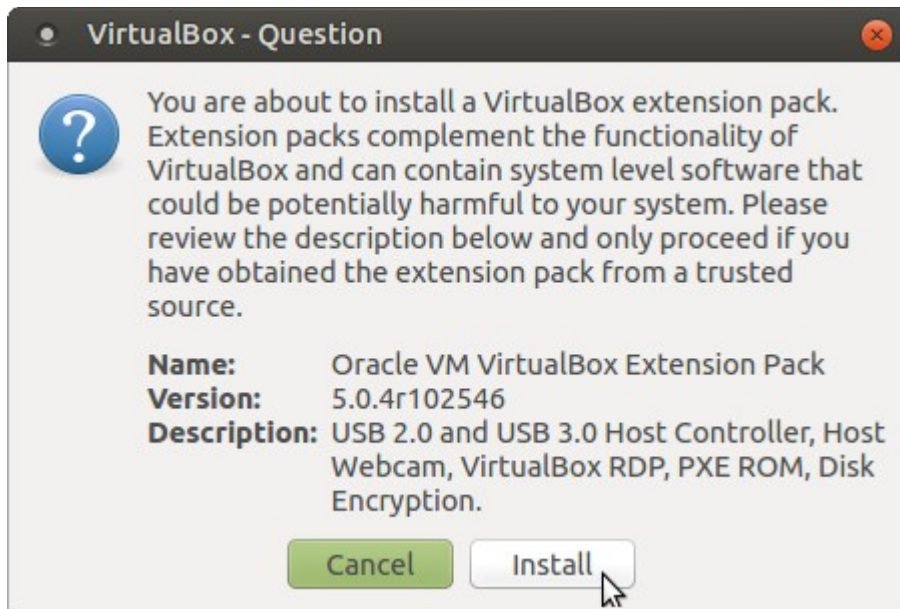 VirtualBox - Question
You are about to install a VirtualBox extension pack.
Extension packs complement the functionality of
VirtualBox and can contain system level software that
could be potentially harmful to your system. Please
review the description below and only proceed if you
have obtained the extension pack from a trusted
source.
Name: Oracle VM VirtualBox Extension Pack
Version: 5.0.4r102546
Description: USB 2.0 and USB 3.0 Host Controller, Host
Webcam, VirtualBox RDP, PXE ROM, Disk
Encryption.
Cancel Install